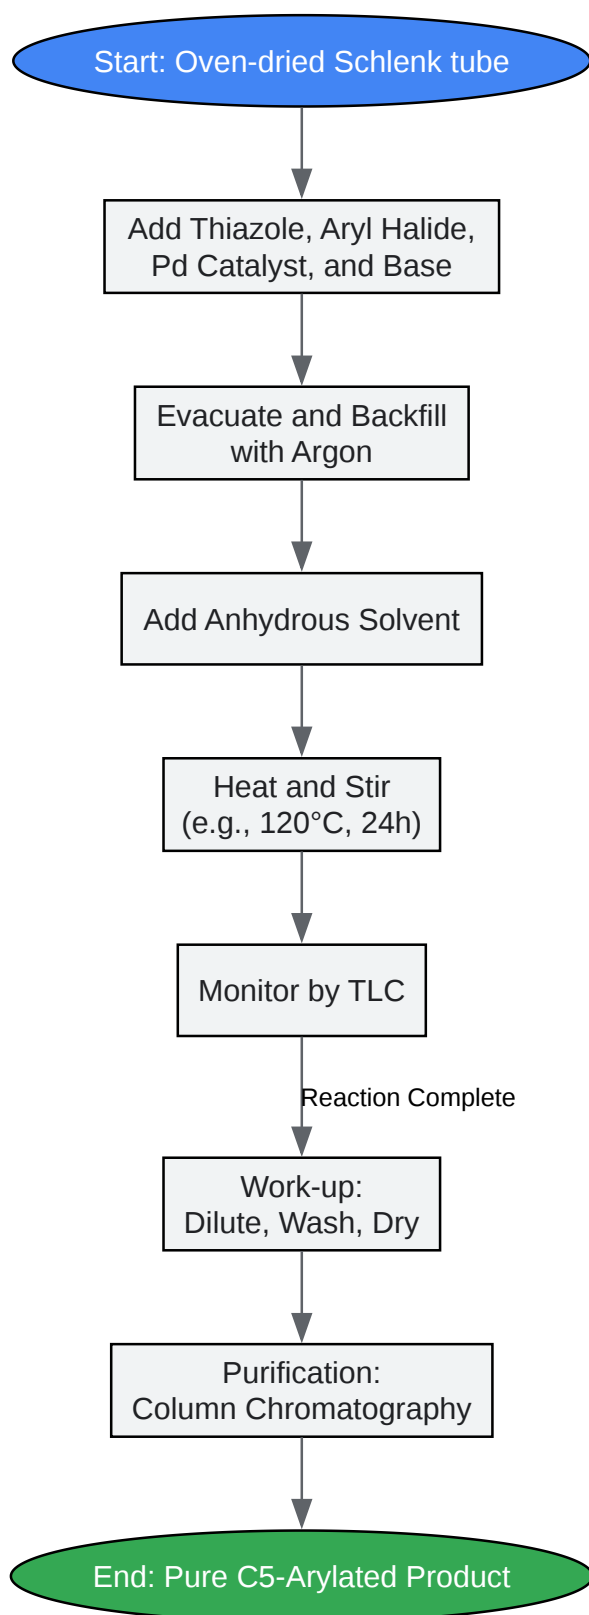 Start: Oven-dried Schlenk tube
Add Thiazole, Aryl Halide,
Pd Catalyst, and Base
Evacuate and Backfill
with Argon
Add Anhydrous Solvent
Heat and Stir
(e.g., 120°C, 24h)
Monitor by TLC
Reaction Complete
Work-up:
Dilute, Wash, Dry
Purification:
Column Chromatography
End: Pure C5-Arylated Product